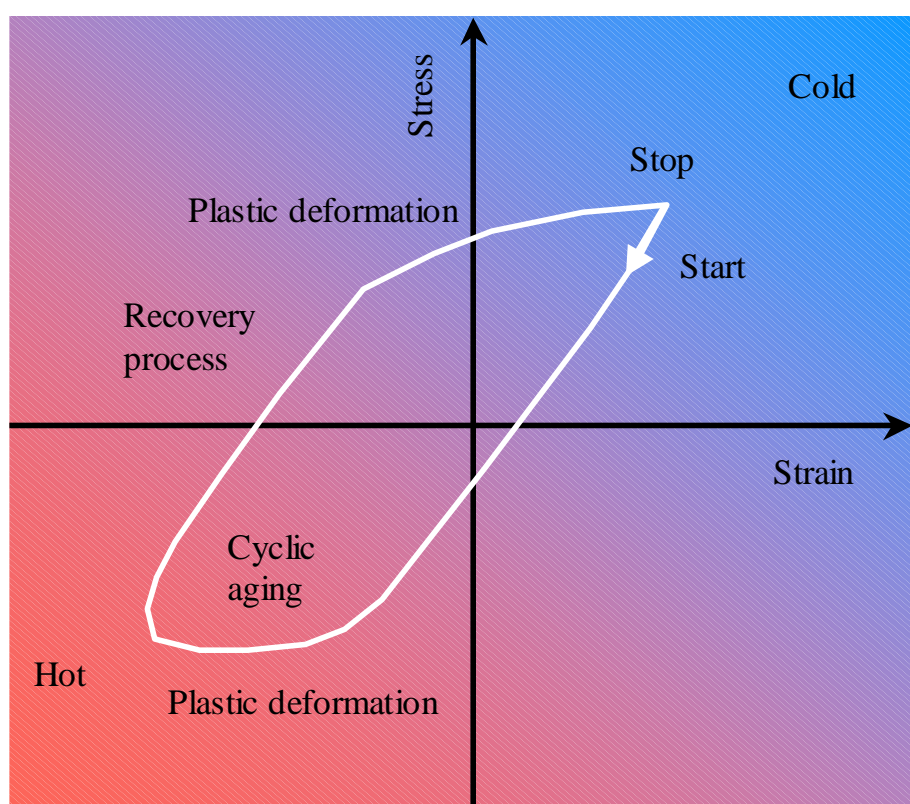 Stress
Cold
Stop
Plastic deformation
Start
Recovery
process
Strain
Cyclic
aging
Hot
Plastic deformation